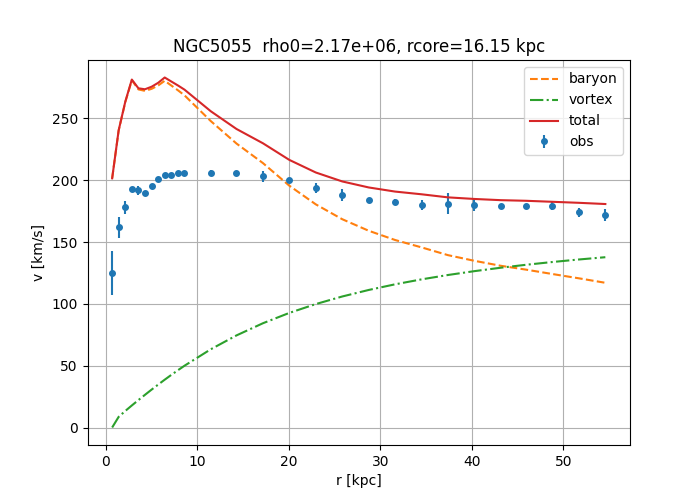 NGC5055  rho0=2.17e+06, rcore=16.15 kpc
baryon
vortex
total
obs
250
200
150
100
50
0
v [km/s]
0 10 20 30 40 50
r [kpc]